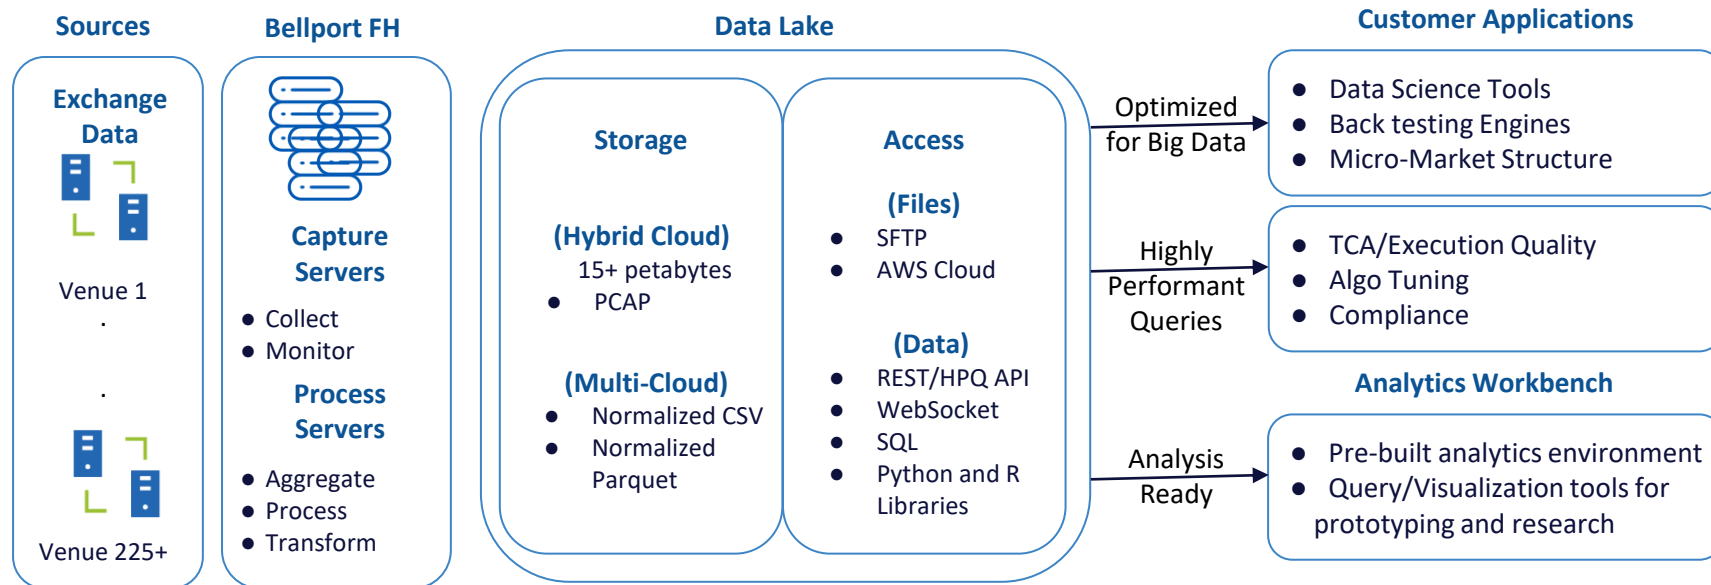 Sources
Exchange
Data
Venue 1
.
.
Venue 225+
Bellport FH
Capture
Servers
● Collect
● Monitor
Process
Servers
● Aggregate
● Process
● Transform
Data Lake
Storage
(Hybrid Cloud)
15+ petabytes
● PCAP
(Multi-Cloud)
● Normalized CSV
● Normalized
Parquet
Access
(Files)
● SFTP
● AWS Cloud
(Data)
● REST/HPQ API
● WebSocket
● SQL
● Python and R
Libraries
Optimized
for Big Data
Highly
Performant
Queries
Analysis
Ready
Customer Applications
● Data Science Tools
● Back testing Engines
● Micro-Market Structure
● TCA/Execution Quality
● Algo Tuning
● Compliance
Analytics Workbench
● Pre-built analytics environment
● Query/Visualization tools for
prototyping and research